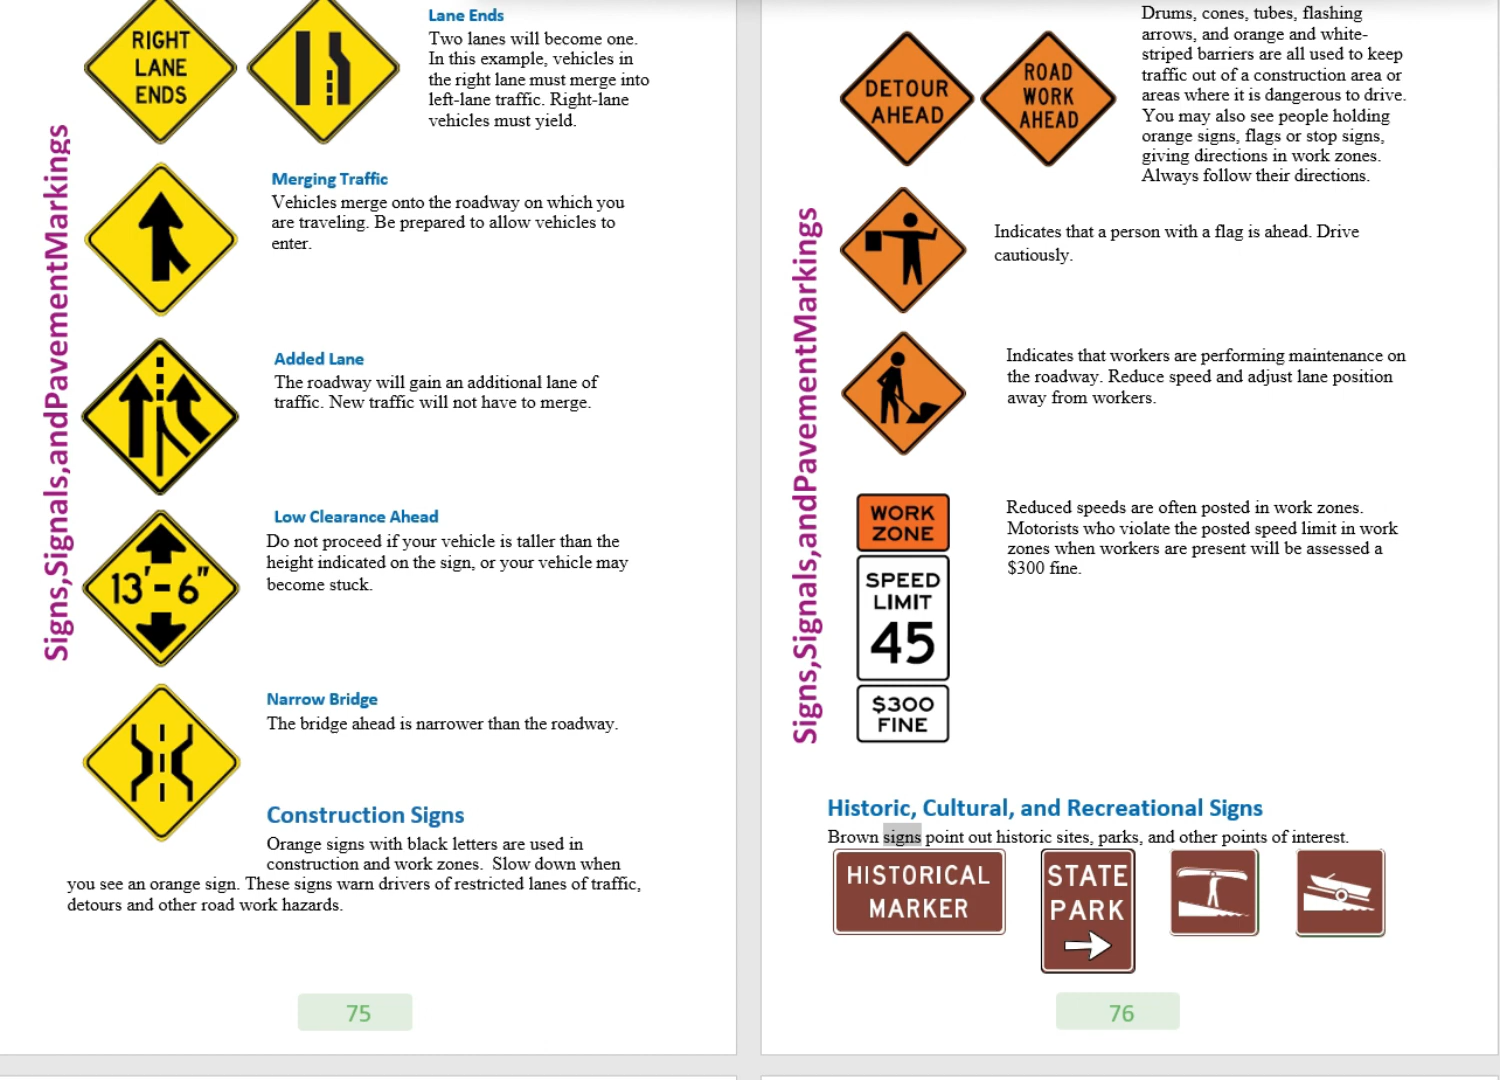 Signs,Signals,andPavementMarkings
RIGHT
LANE
ENDS
Lane Ends
Two lanes will become one.
In this example, vehicles in
the right lane must merge into
left-lane traffic. Right-lane
vehicles must yield.
Merging Traffic
Vehicles merge onto the roadway on which you
are traveling. Be prepared to allow vehicles to
enter.
Added Lane
The roadway will gain an additional lane of
traffic. New traffic will not have to merge.
13'-6"
Low Clearance Ahead
Do not proceed if your vehicle is taller than the
height indicated on the sign, or your vehicle may
become stuck.
Narrow Bridge
The bridge ahead is narrower than the roadway.
Construction Signs
Orange signs with black letters are used in
construction and work zones. Slow down when
you see an orange sign. These signs warn drivers of restricted lanes of traffic,
detours and other road work hazards.
75
Signs,Signals,andPavementMarkings
DETOUR
AHEAD
ROAD
WORK
AHEAD
Drums, cones, tubes, flashing
arrows, and orange and white-
striped barriers are all used to keep
traffic out of a construction area or
areas where it is dangerous to drive.
You may also see people holding
orange signs, flags or stop signs,
giving directions in work zones.
Always follow their directions.
Indicates that a person with a flag is ahead. Drive
cautiously.
Indicates that workers are performing maintenance on
the roadway. Reduce speed and adjust lane position
away from workers.
WORK
ZONE
SPEED
LIMIT
45
$300
FINE
Reduced speeds are often posted in work zones.
Motorists who violate the posted speed limit in work
zones when workers are present will be assessed a
$300 fine.
Historic, Cultural, and Recreational Signs
Brown signs point out historic sites, parks, and other points of interest.
HISTORICAL
MARKER
STATE
PARK
76